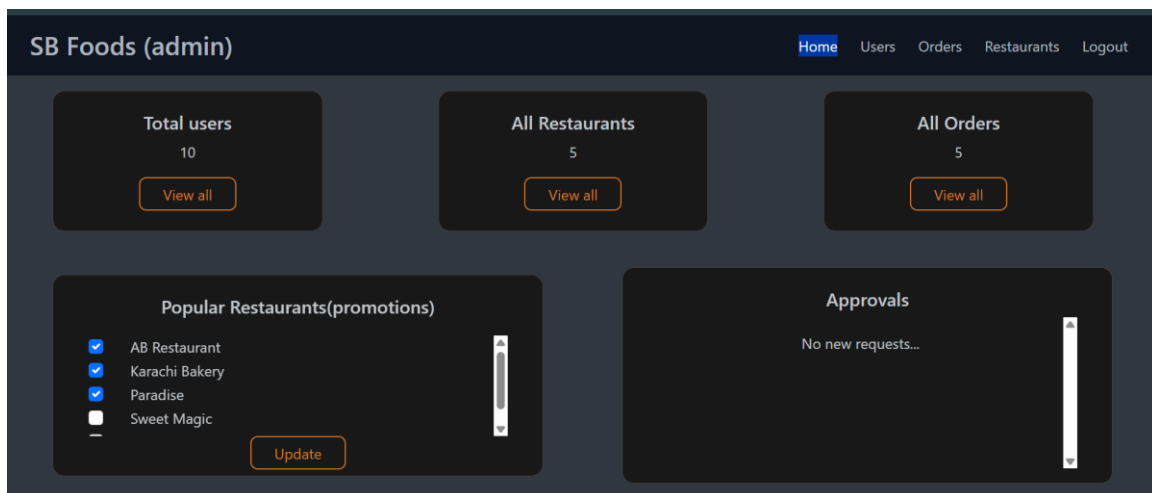 SB Foods (admin)
Home Users Orders Restaurants Logout
Total users
10
View all
All Restaurants
5
View all
All Orders
5
View all
Popular Restaurants(promotions)
AB Restaurant
Karachi Bakery
Paradise
Sweet Magic
Update
Approvals
No new requests...